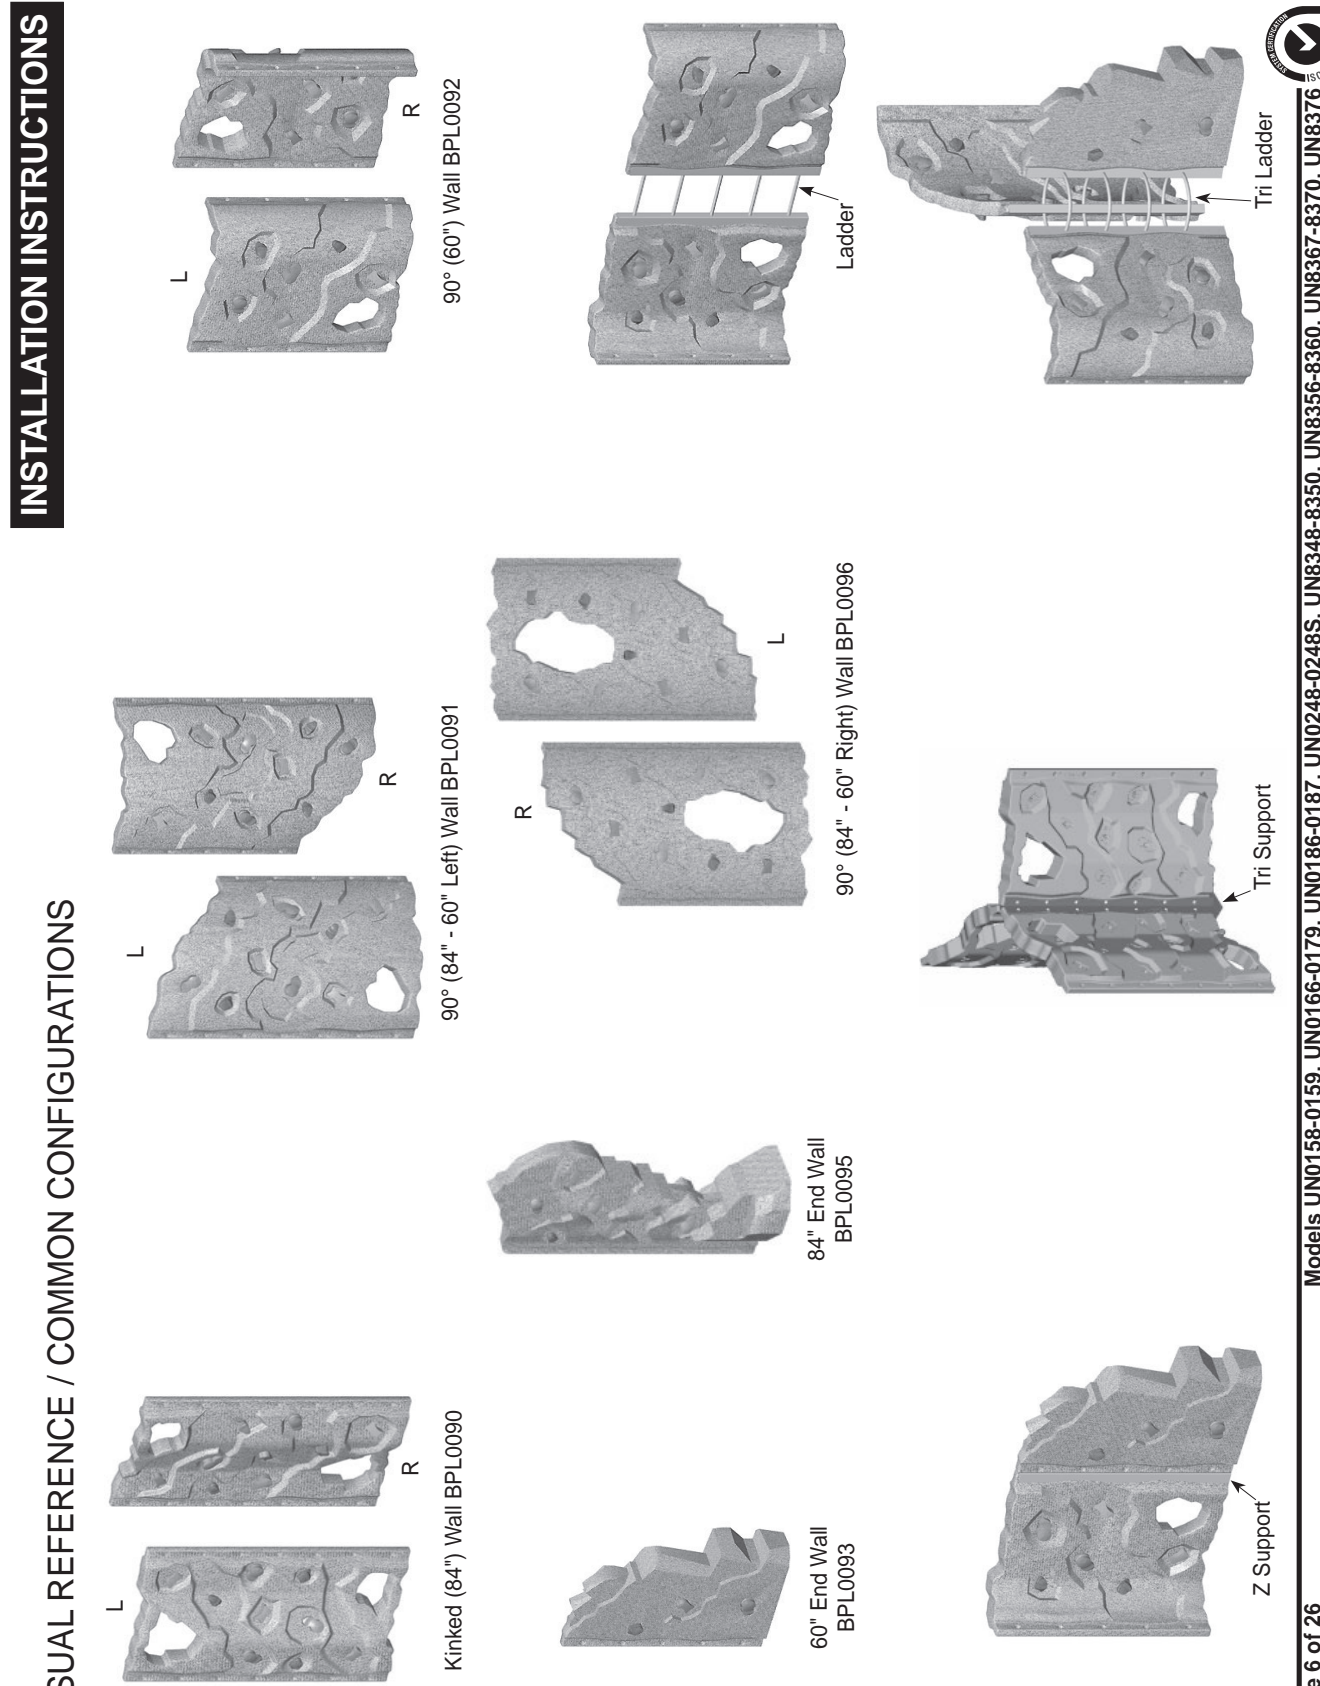 INSTALLATION INSTRUCTIONS
SUAL REFERENCE / COMMON CONFIGURATIONS
L
R
Kinked (84") Wall BPL0090
L
R
90° (84" - 60" Left) Wall BPL0091
L
R
90° (60") Wall BPL0092
60" End Wall
BPL0093
84" End Wall
BPL0095
R
L
90° (84" - 60" Right) Wall BPL0096
Ladder
Z Support
Tri Support
Tri Ladder
e 6 of 26
Models UN0158-0159, UN0166-0179, UN0186-0187, UN0248-0248S, UN8348-8350, UN8356-8360, UN8367-8370, UN8376
SYSTEM CERTIFICATION
ISO